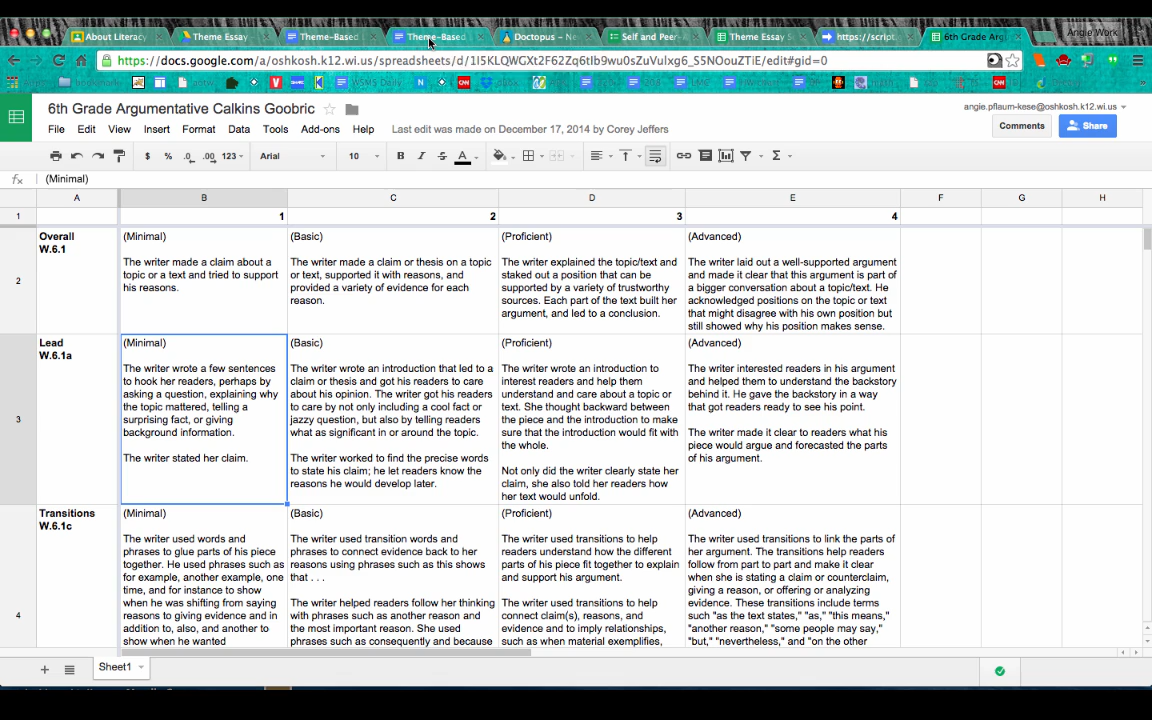 About Literacy
Theme Essay
Theme-Based
Theme-Based
Doctopus – N
Self and Peer
Theme Essay S
https://script.
6th Grade Arg
Angie Work
https://docs.google.com/a/oshkosh.k12.wi.us/spreadsheets/d/1I5KLQWGXt2F62Zq6tIb9wu0sZuVuIxg6_S5NOouZTiE/edit#gid=0
WSMS Daily
6th Grade Argumentative Calkins Goobric
angie.pflaum-kese@oshkosh.k12.wi.us
File Edit View Insert Format Data Tools Add-ons Help Last edit was made on December 17, 2014 by Corey Jeffers
Comments Share
$ % .0 .00 123 Arial 10 B I S A Σ
fx (Minimal)
A B C D E F G H
1 1 2 3 4
2
Overall
W.6.1
(Minimal)
The writer made a claim about a
topic or a text and tried to support
his reasons.
(Basic)
The writer made a claim or thesis on a topic
or text, supported it with reasons, and
provided a variety of evidence for each
reason.
(Proficient)
The writer explained the topic/text and
staked out a position that can be
supported by a variety of trustworthy
sources. Each part of the text built her
argument, and led to a conclusion.
(Advanced)
The writer laid out a well-supported argument
and made it clear that this argument is part of
a bigger conversation about a topic/text. He
acknowledged positions on the topic or text
that might disagree with his own position but
still showed why his position makes sense.
3
Lead
W.6.1a
(Minimal)
The writer wrote a few sentences
to hook her readers, perhaps by
asking a question, explaining why
the topic mattered, telling a
surprising fact, or giving
background information.
The writer stated her claim.
(Basic)
The writer wrote an introduction that led to a
claim or thesis and got his readers to care
about his opinion. The writer got his readers
to care by not only including a cool fact or
jazzy question, but also by telling readers
what as significant in or around the topic.
The writer worked to find the precise words
to state his claim; he let readers know the
reasons he would develop later.
(Proficient)
The writer wrote an introduction to
interest readers and help them
understand and care about a topic or
text. She thought backward between
the piece and the introduction to make
sure that the introduction would fit with
the whole.
Not only did the writer clearly state her
claim, she also told her readers how
her text would unfold.
(Advanced)
The writer interested readers in his argument
and helped them to understand the backstory
behind it. He gave the backstory in a way
that got readers ready to see his point.
The writer made it clear to readers what his
piece would argue and forecasted the parts
of his argument.
4
Transitions
W.6.1c
(Minimal)
The writer used words and
phrases to glue parts of his piece
together. He used phrases such as
for example, another example, one
time, and for instance to show
when he was shifting from saying
reasons to giving evidence and in
addition to, also, and another to
show when he wanted
(Basic)
The writer used transition words and
phrases to connect evidence back to her
reasons using phrases such as this shows
that . . .
The writer helped readers follow her thinking
with phrases such as another reason and
the most important reason. She used
phrases such as consequently and because
(Proficient)
The writer used transitions to help
readers understand how the different
parts of his piece fit together to explain
and support his argument.
The writer used transitions to help
connect claim(s), reasons, and
evidence and to imply relationships,
such as when material exemplifies,
(Advanced)
The writer used transitions to link the parts of
her argument. The transitions help readers
follow from part to part and make it clear
when she is stating a claim or counterclaim,
giving a reason, or offering or analyzing
evidence. These transitions include terms
such "as the text states," "as," "this means,
"another reason," "some people may say,"
"but," "nevertheless," and "on the other
Sheet1